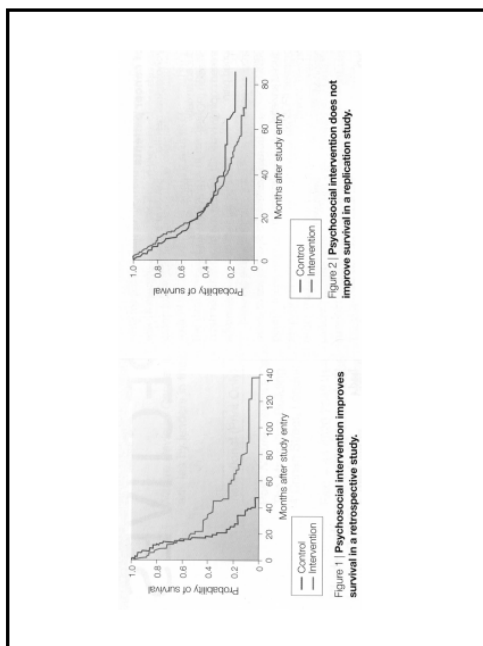 Probability of survival
1.0
0.8
0.6
0.4
0.2
0
0 20 40 60 80 100 120 140
Months after study entry
Control
Intervention
Figure 1 | Psychosocial intervention improves
survival in a retrospective study.
Probability of survival
1.0
0.8
0.6
0.4
0.2
0
0 20 40 60 80
Months after study entry
Control
Intervention
Figure 2 | Psychosocial intervention does not
improve survival in a replication study.